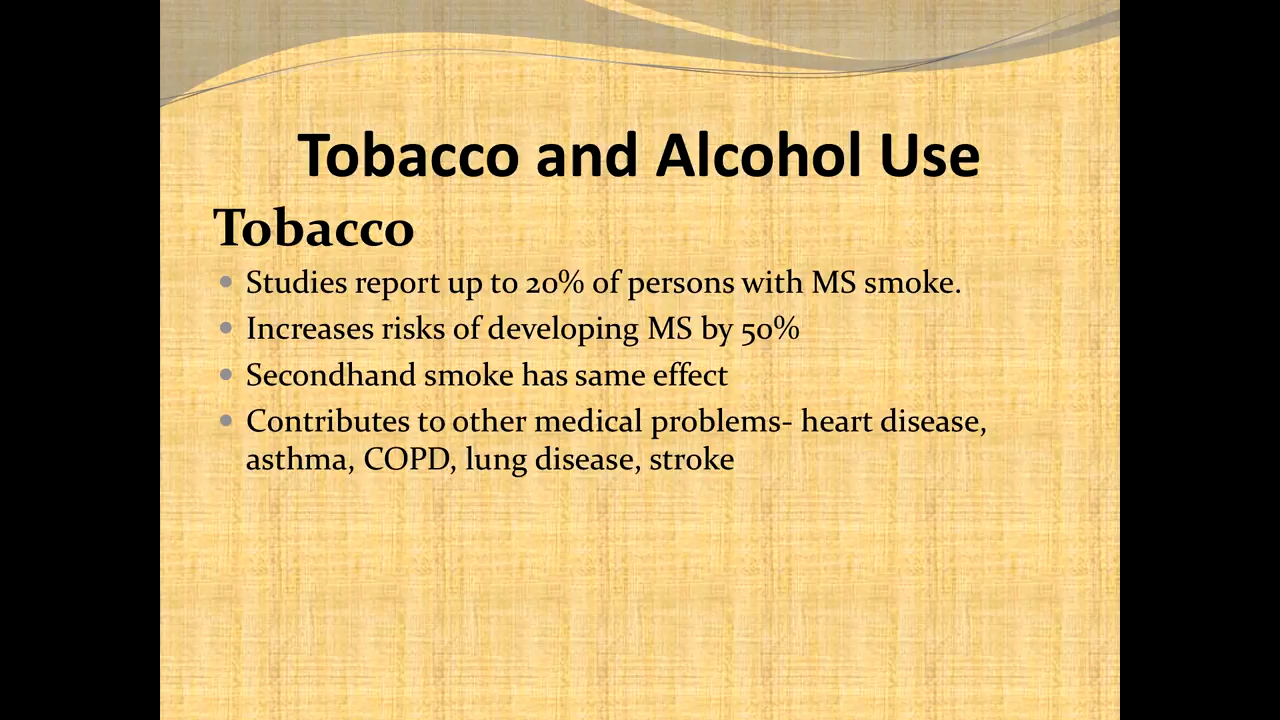 Tobacco and Alcohol Use
Tobacco
Studies report up to 20% of persons with MS smoke.
Increases risks of developing MS by 50%
Secondhand smoke has same effect
Contributes to other medical problems- heart disease,
asthma, COPD, lung disease, stroke